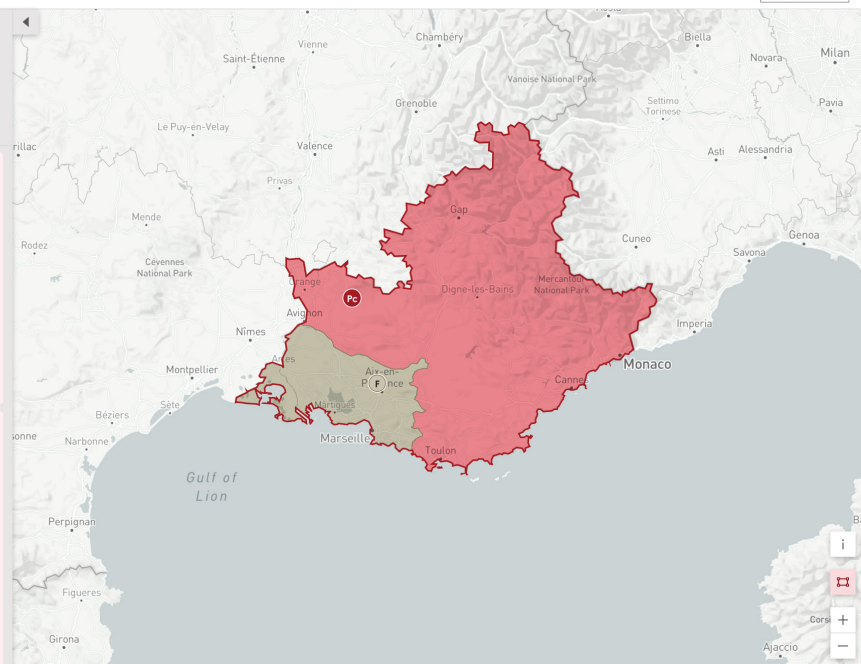 Chambéry
Biella
Vienne
Novara
Milan
Saint-Étienne
Vanoise National Park
Grenoble
Settimo
Torinese
Pavia
Le Puy-en-Velay
Valence
rillac
Asti
Alessandria
Privas
Gap
Mende
Cuneo
Genoa
Rodez
Savona
Cévennes
National Park
Orange
Digne-les-Bains
Mercantour
National Park
Pc
Avignon
Imperia
Nîmes
Arles
Monaco
Montpellier
Aix-en-
Provence
F
Cannes
Sète
Martigues
Béziers
Marseille
onne
Narbonne
Toulon
Gulf of
Lion
Perpignan
Ba
i
Figueres
Corsi
+
Girona
Ajaccio
−